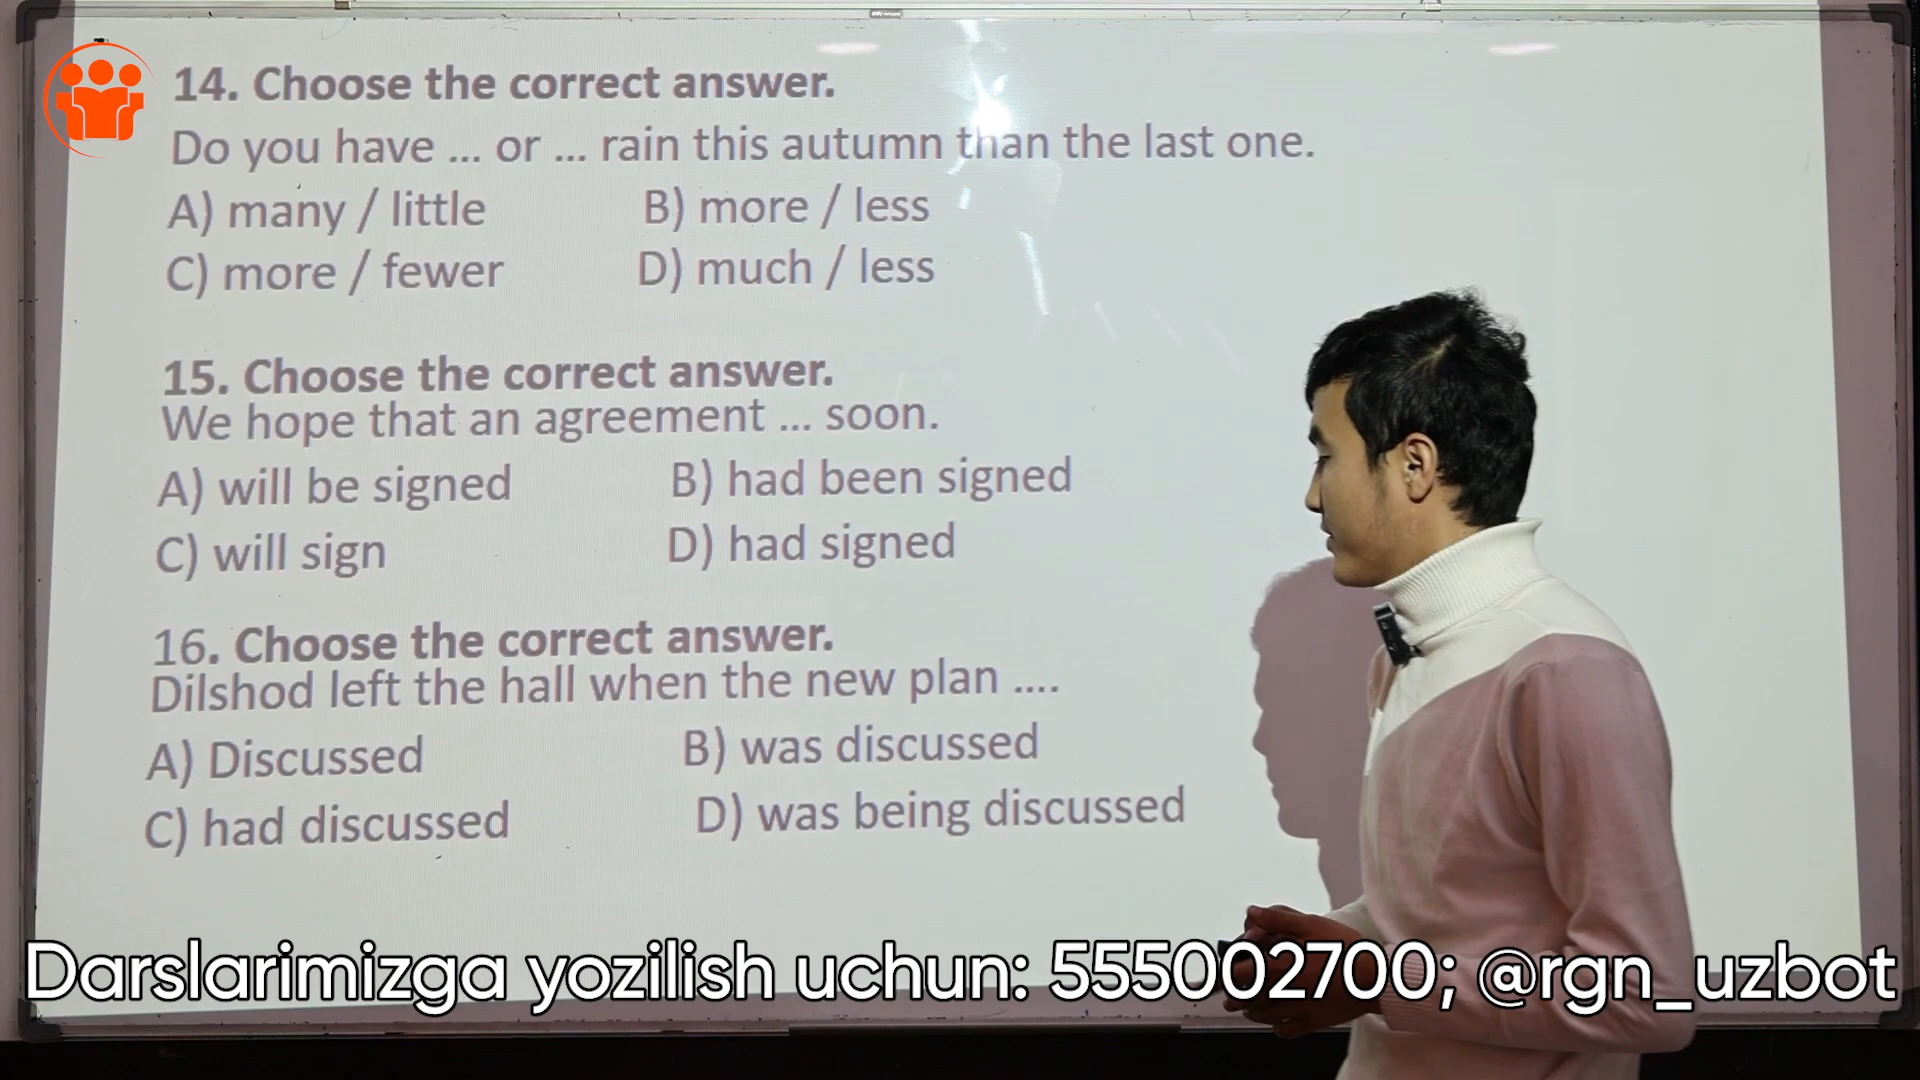 14. Choose the correct answer.
Do you have ... or ... rain this autumn than the last one.
A) many / little B) more / less
C) more / fewer D) much / less
15. Choose the correct answer.
We hope that an agreement ... soon.
A) will be signed B) had been signed
C) will sign D) had signed
16. Choose the correct answer.
Dilshod left the hall when the new plan ....
A) Discussed B) was discussed
C) had discussed D) was being discussed
Darslarimizga yozilish uchun: 555002700; @rgn_uzbot